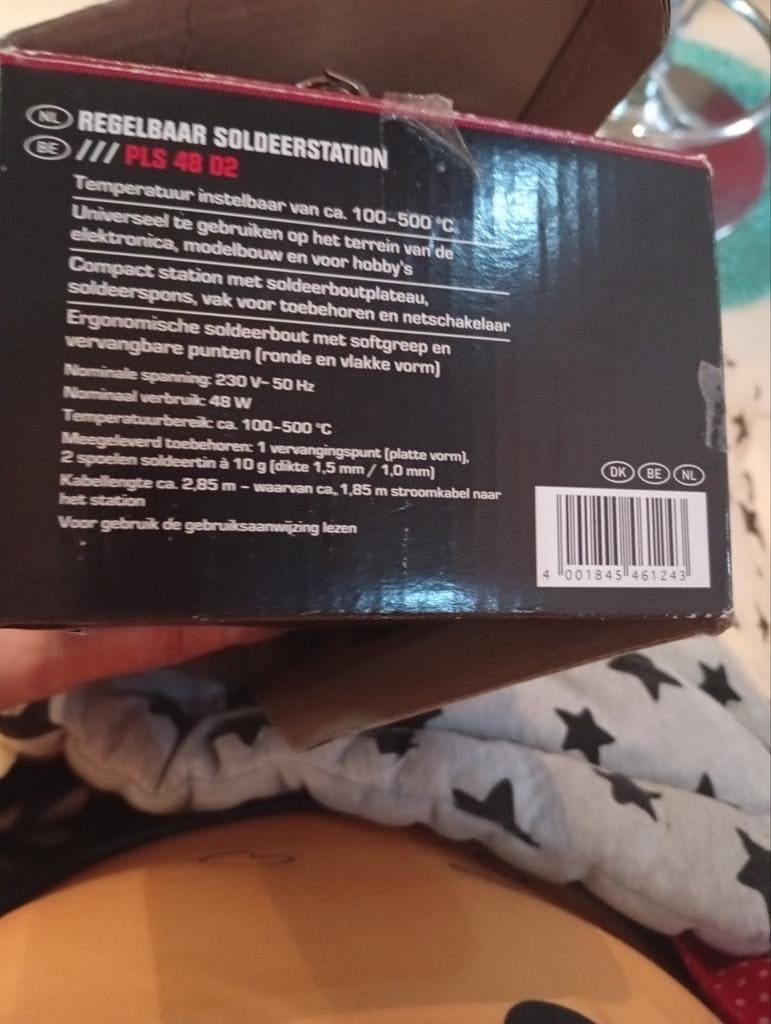 NL REGELBAAR SOLDEERSTATION
BE /// PLS 48 D2
Temperatuur instelbaar van ca. 100-500 °C
Universeel te gebruiken op het terrein van de
elektronica, modelbouw en voor hobby's
Compact station met soldeerboutplateau,
soldeerspons, vak voor toebehoren en netschakelaar
Ergonomische soldeerbout met softgreep en
vervangbare punten (ronde en vlakke vorm)
Nominale spanning: 230 V~ 50 Hz
Nominaal verbruik: 48 W
Temperatuurbereik: ca. 100-500 °C
Meegeleverd toebehoren: 1 vervangingspunt (platte vorm),
2 spoelen soldeertin à 10 g (dikte 1,5 mm / 1,0 mm)
Kabellengte ca. 2,85 m – waarvan ca. 1,85 m stroomkabel naar
het station
Voor gebruik de gebruiksaanwijzing lezen
DK BE NL
4 001845 461243